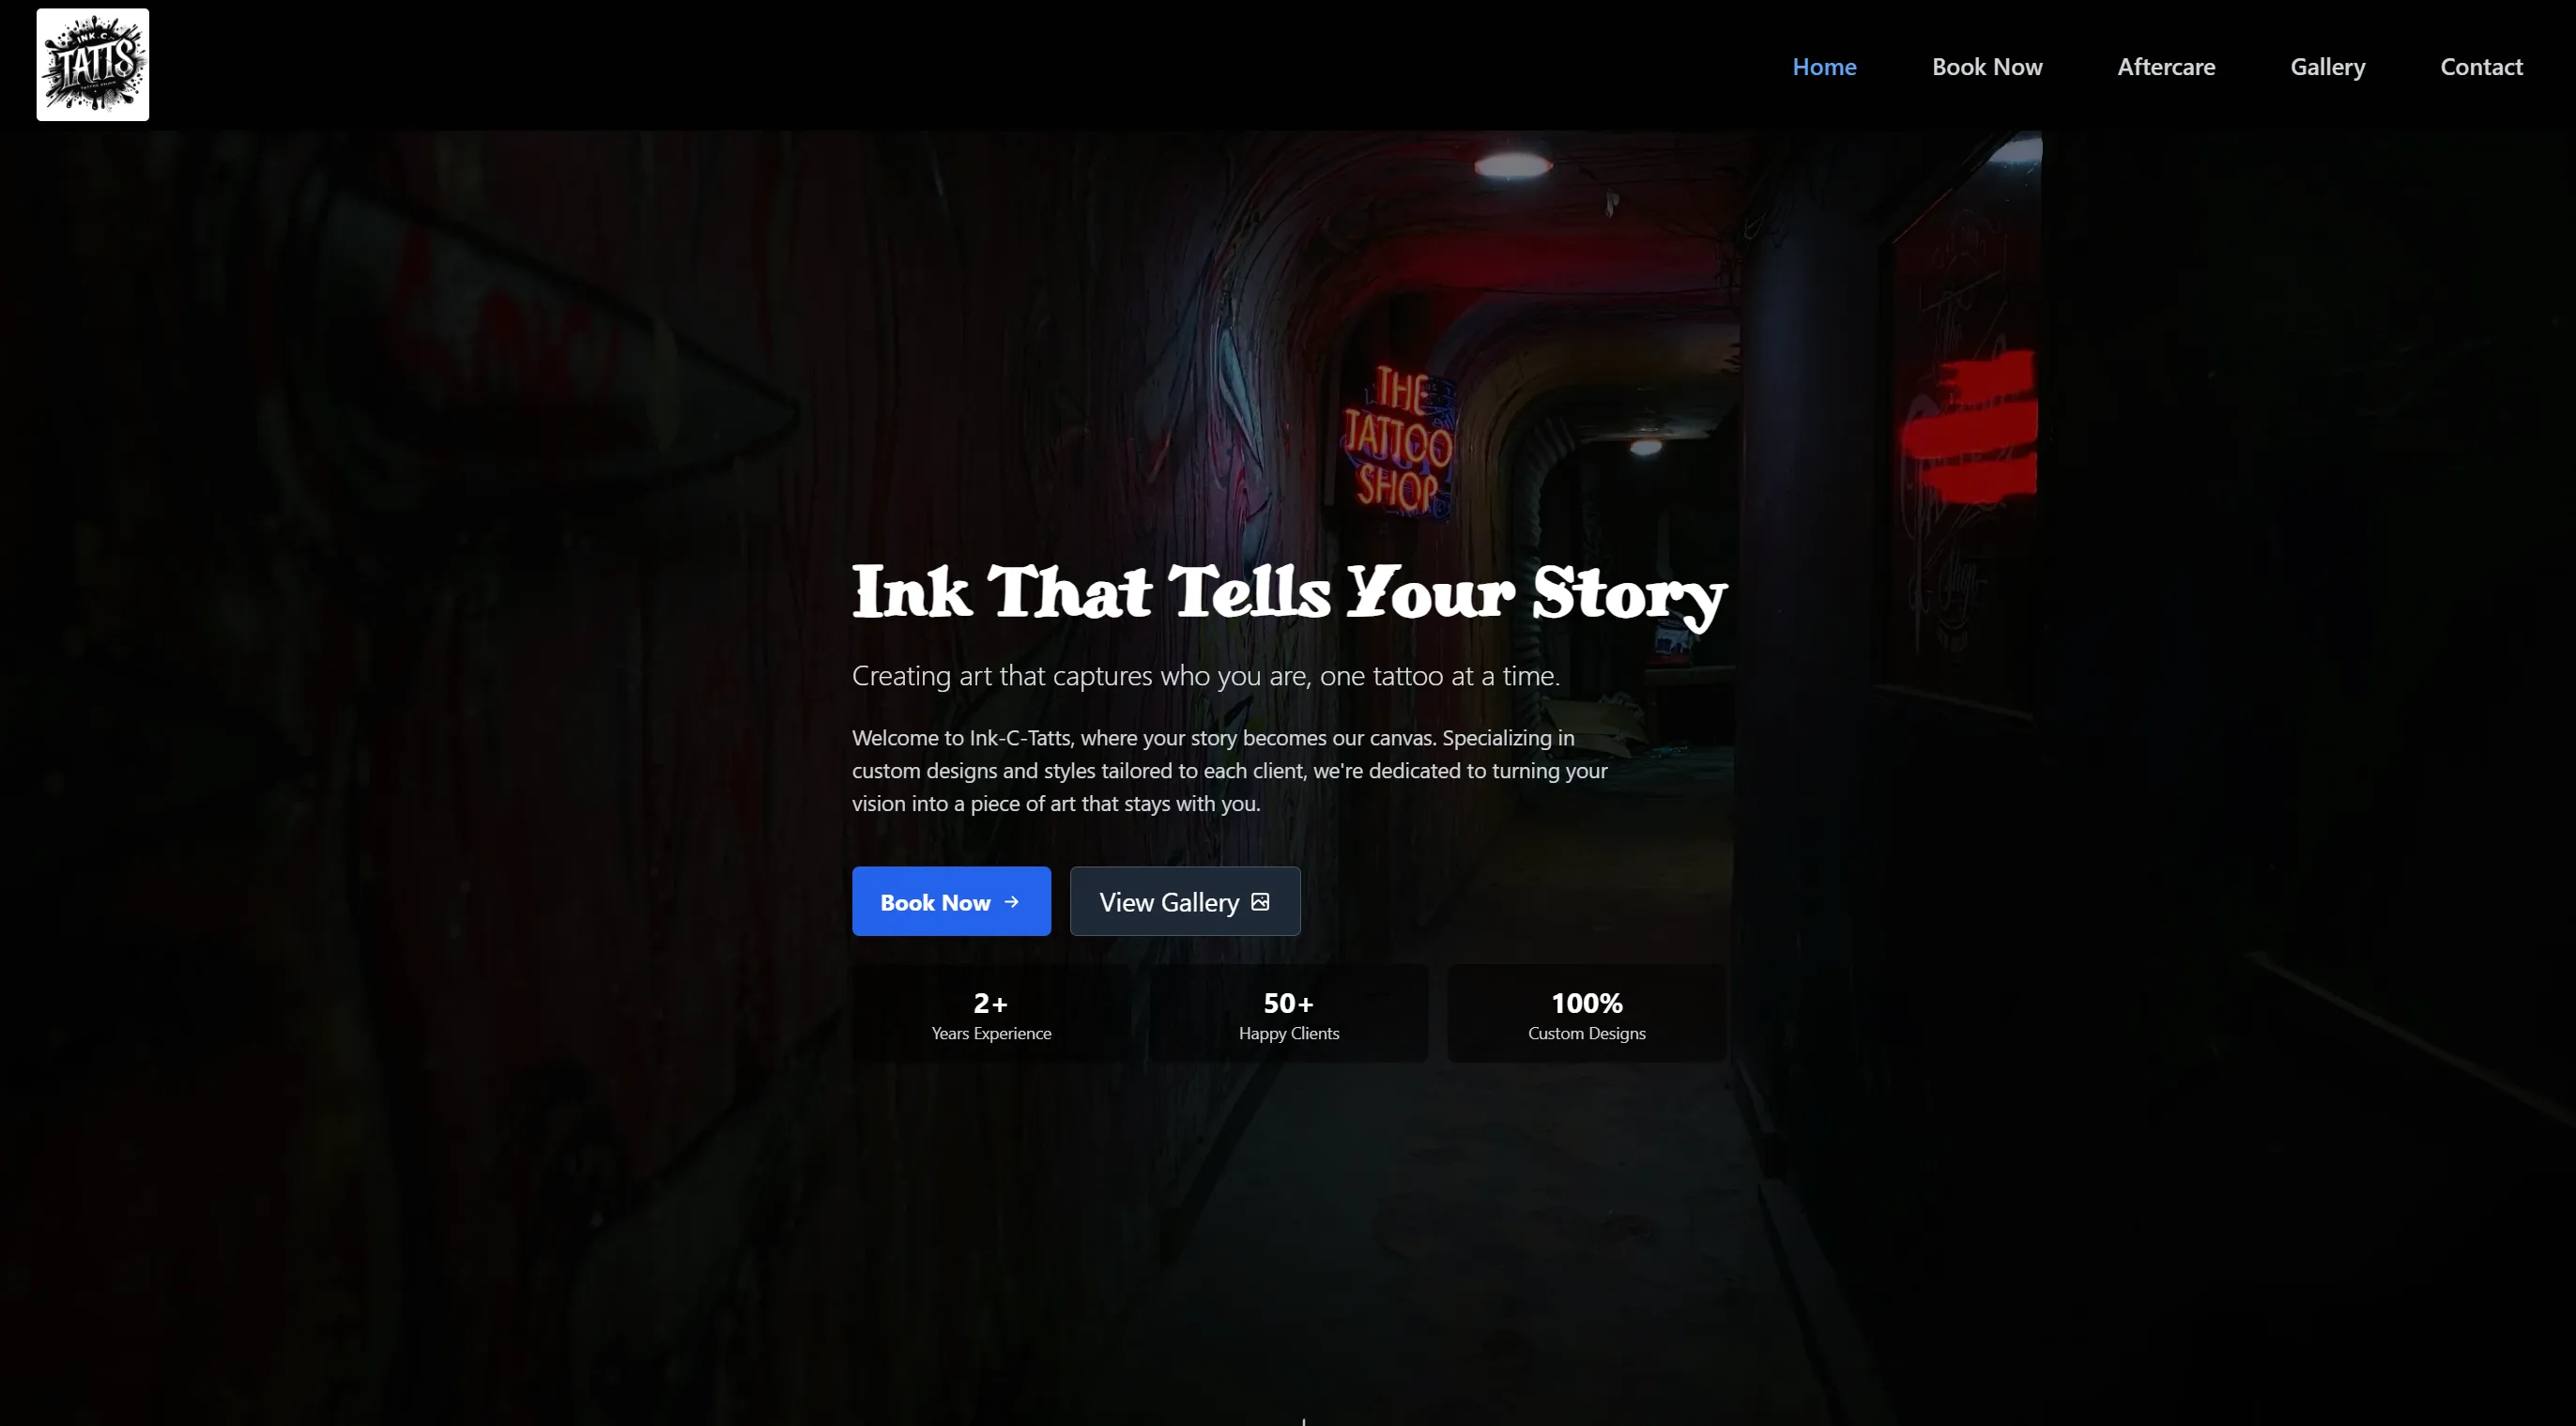 INK-C
TATTS
Home
Book Now
Aftercare
Gallery
Contact
THE
TATTOO
SHOP
Ink That Tells Your Story
Creating art that captures who you are, one tattoo at a time.
Welcome to Ink-C-Tatts, where your story becomes our canvas. Specializing in
custom designs and styles tailored to each client, we're dedicated to turning your
vision into a piece of art that stays with you.
Book Now
View Gallery
2+
Years Experience
50+
Happy Clients
100%
Custom Designs